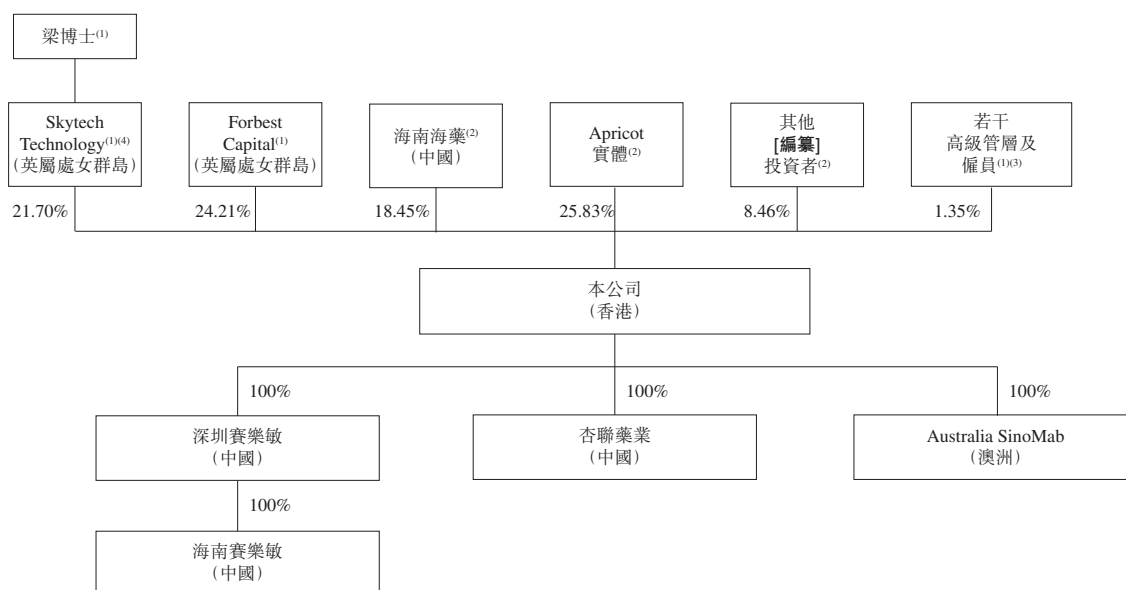 梁博士(1)
Skytech
Technology(1)(4)
(英屬處女群島)
Forbest
Capital(1)
(英屬處女群島)
海南海藥(2)
(中國)
Apricot
實體(2)
其他
[編纂]
投資者(2)
若干
高級管層及
僱員(1)(3)
21.70%
24.21%
18.45%
25.83%
8.46%
1.35%
本公司
(香港)
100%
100%
100%
深圳賽樂敏
(中國)
杏聯藥業
(中國)
Australia SinoMab
(澳洲)
100%
海南賽樂敏
(中國)